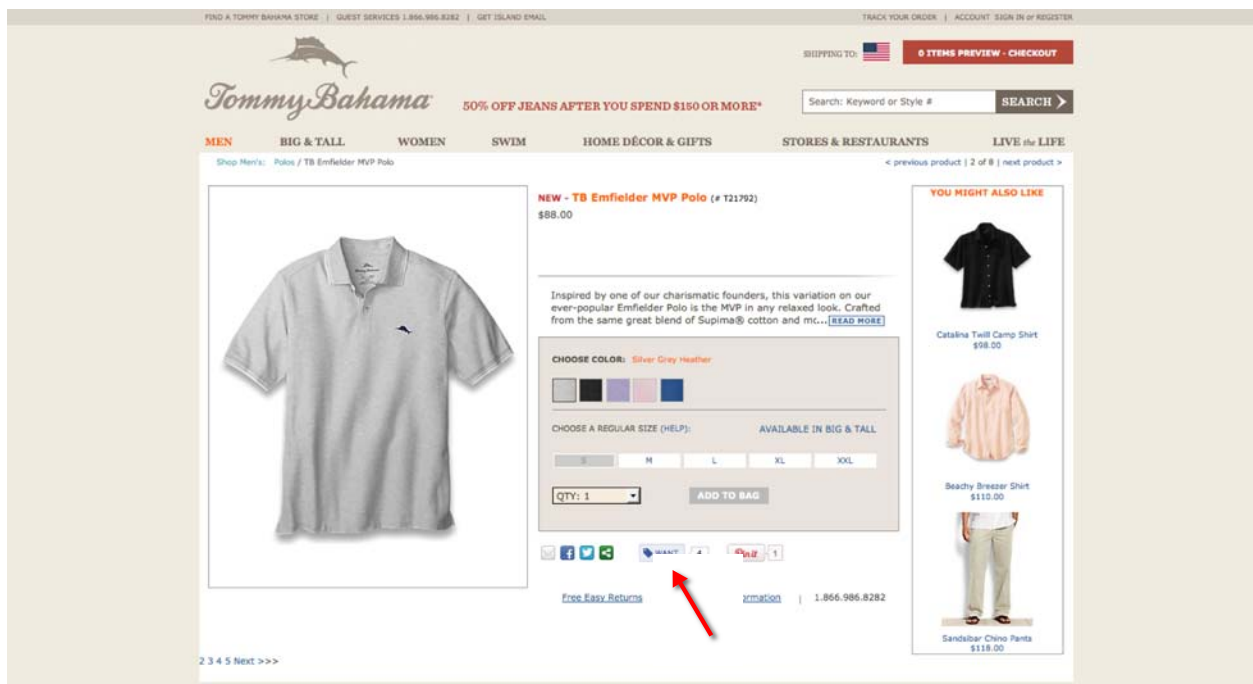 FIND A TOMMY BAHAMA STORE | GUEST SERVICES 1.866.986.8282 | GET ISLAND EMAIL
TRACK YOUR ORDER | ACCOUNT SIGN IN or REGISTER
SHIPPING TO:
0 ITEMS PREVIEW - CHECKOUT
Tommy Bahama
50% OFF JEANS AFTER YOU SPEND $150 OR MORE*
Search: Keyword or Style #
SEARCH
MEN BIG & TALL WOMEN SWIM HOME DÉCOR & GIFTS STORES & RESTAURANTS LIVE the LIFE
Shop Men's: Polos / TB Emfielder MVP Polo
< previous product | 2 of 8 | next product >
NEW - TB Emfielder MVP Polo (# T21792)
$88.00
Inspired by one of our charismatic founders, this variation on our
ever-popular Emfielder Polo is the MVP in any relaxed look. Crafted
from the same great blend of Supima® cotton and mc... READ MORE
CHOOSE COLOR: Silver Grey Heather
CHOOSE A REGULAR SIZE (HELP):
AVAILABLE IN BIG & TALL
S M L XL XXL
QTY: 1
ADD TO BAG
WANT 4
Pin it 1
Free Easy Returns
ormation | 1.866.986.8282
YOU MIGHT ALSO LIKE
Catalina Twill Camp Shirt
$98.00
Beachy Breezer Shirt
$110.00
Sandsibar Chino Pants
$118.00
2 3 4 5 Next >>>